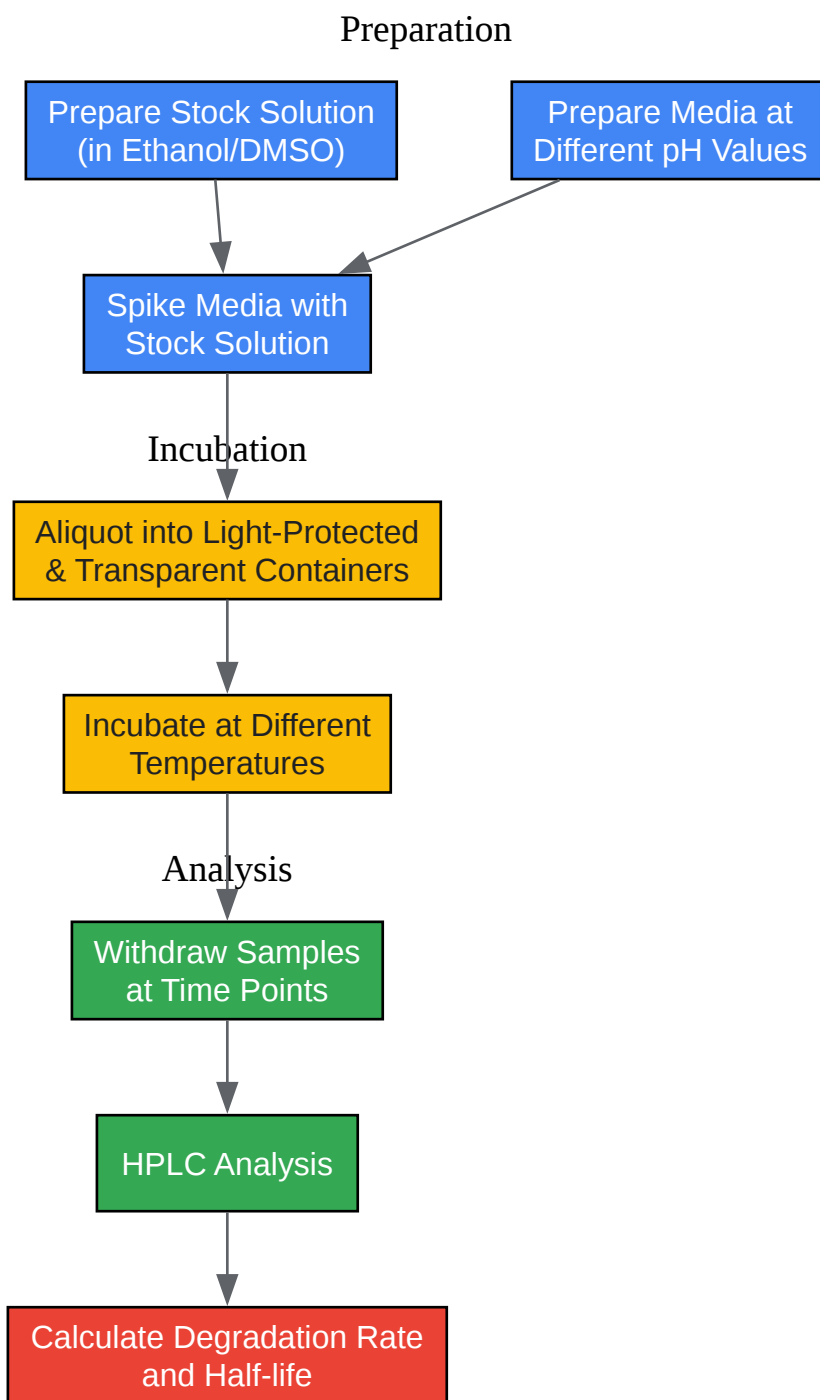 Preparation
Prepare Stock Solution
(in Ethanol/DMSO)
Prepare Media at
Different pH Values
Spike Media with
Stock Solution
Incubation
Aliquot into Light-Protected
& Transparent Containers
Incubate at Different
Temperatures
Analysis
Withdraw Samples
at Time Points
HPLC Analysis
Calculate Degradation Rate
and Half-life